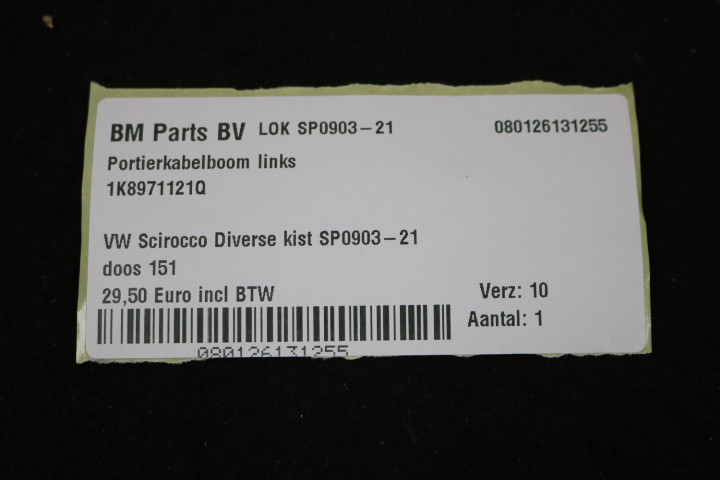 BM Parts BV LOK SP0903-21 080126131255
Portierkabelboom links
1K8971121Q
VW Scirocco Diverse kist SP0903-21
doos 151
29,50 Euro incl BTW Verz: 10
Aantal: 1
080126131255